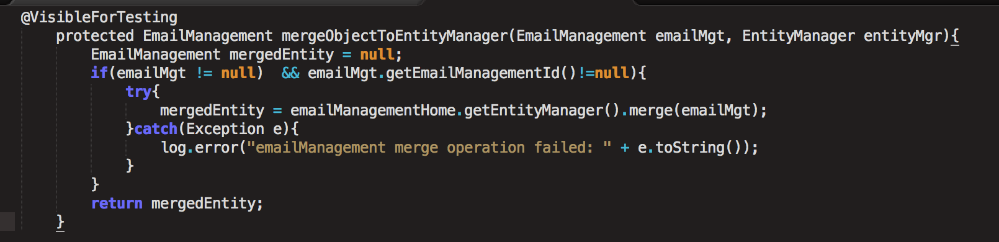 @VisibleForTesting
protected EmailManagement mergeObjectToEntityManager(EmailManagement emailMgt, EntityManager entityMgr){
EmailManagement mergedEntity = null;
if(emailMgt != null)  && emailMgt.getEmailManagementId()!=null){
try{
mergedEntity = emailManagementHome.getEntityManager().merge(emailMgt);
}catch(Exception e){
log.error("emailManagement merge operation failed: " + e.toString());
}
}
return mergedEntity;
}